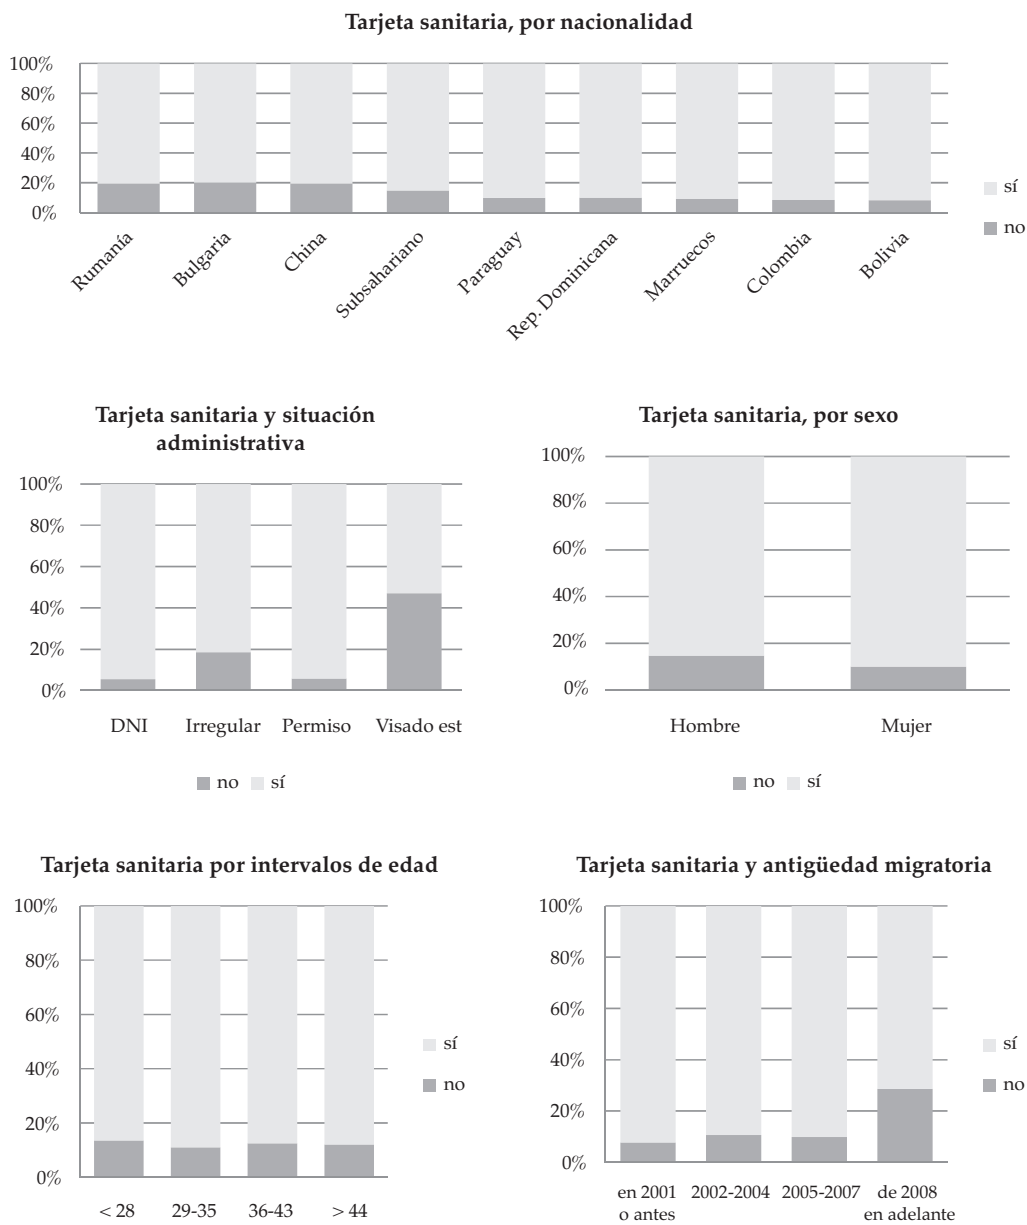 Tarjeta sanitaria, por nacionalidad
100%
80%
60%
40%
20%
0%
Rumanía
Bulgaria
China
Subsahariano
Paraguay
Rep. Dominicana
Marruecos
Colombia
Bolivia
sí
no
Tarjeta sanitaria y situación
administrativa
100%
80%
60%
40%
20%
0%
DNI Irregular Permiso Visado est
no sí
Tarjeta sanitaria, por sexo
100%
80%
60%
40%
20%
0%
Hombre Mujer
no sí
Tarjeta sanitaria por intervalos de edad
100%
80%
60%
40%
20%
0%
< 28 29-35 36-43 > 44
sí
no
Tarjeta sanitaria y antigüedad migratoria
100%
80%
60%
40%
20%
0%
en 2001 2002-2004 2005-2007 de 2008
o antes en adelante
sí
no